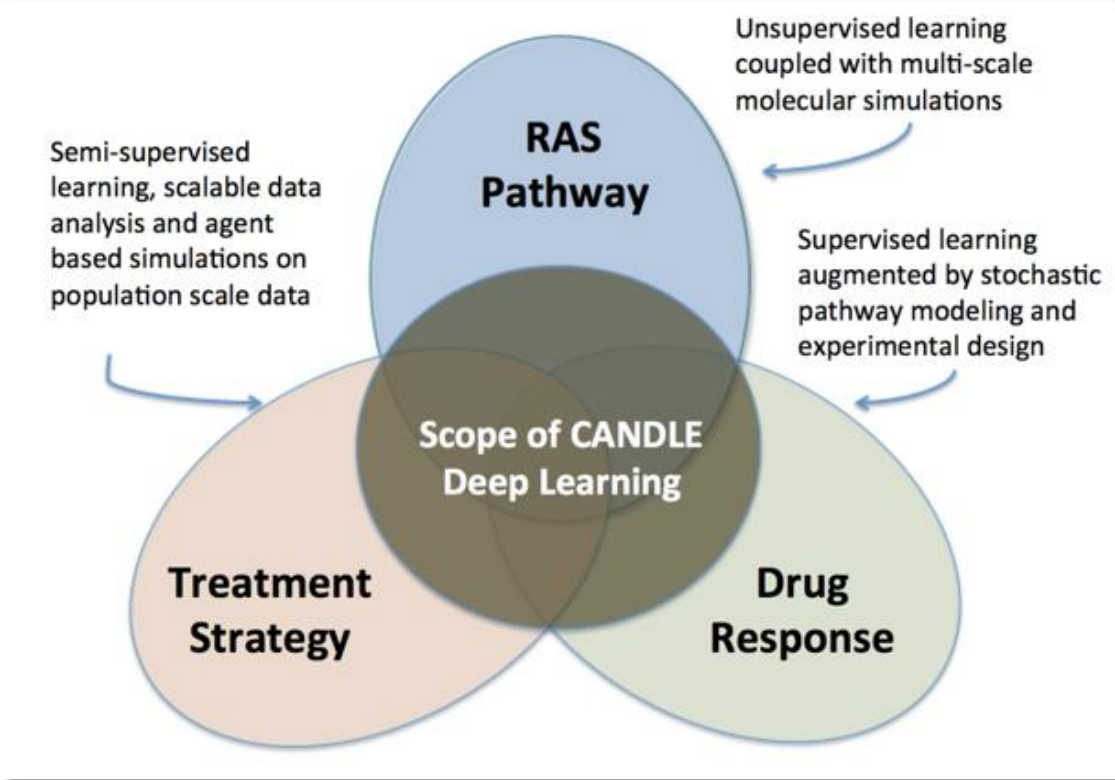 Unsupervised learning
coupled with multi-scale
molecular simulations
RAS
Pathway
Semi-supervised
learning, scalable data
analysis and agent
based simulations on
population scale data
Supervised learning
augmented by stochastic
pathway modeling and
experimental design
Scope of CANDLE
Deep Learning
Treatment
Strategy
Drug
Response